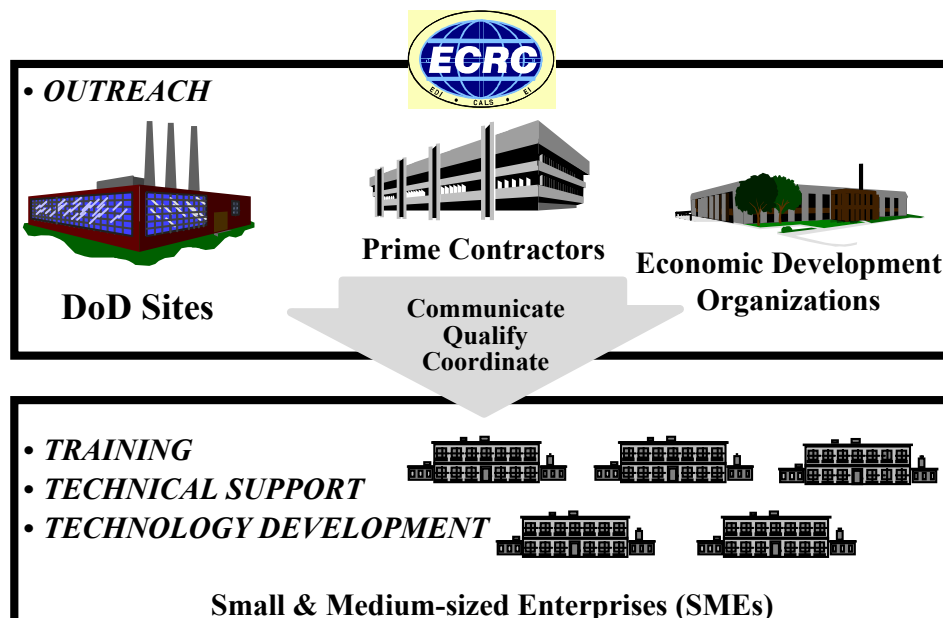 ECRC
EDI • CALS • EI
• OUTREACH
Prime Contractors
Economic Development
Organizations
DoD Sites
Communicate
Qualify
Coordinate
• TRAINING
• TECHNICAL SUPPORT
• TECHNOLOGY DEVELOPMENT
Small & Medium-sized Enterprises (SMEs)